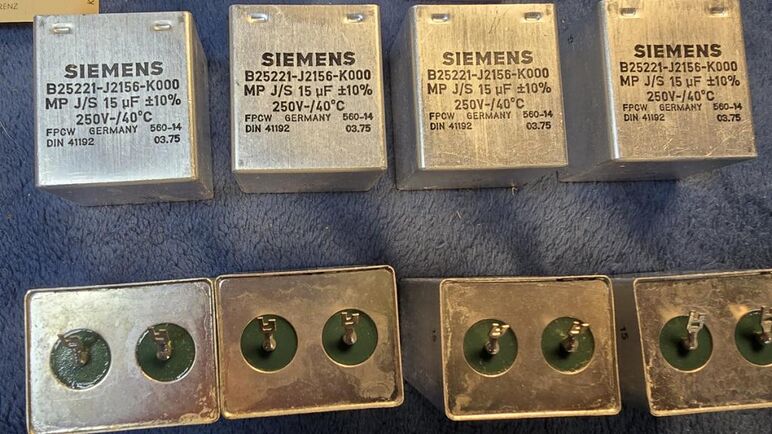 RENZ
K
SIEMENS
B25221-J2156-K000
MP J/S 15 µF ±10%
250V-/40°C
FPCW GERMANY 560-14
DIN 41192 03.75
SIEMENS
B25221-J2156-K000
MP J/S 15 µF ±10%
250V-/40°C
FPCW GERMANY 560-14
DIN 41192 03.75
SIEMENS
B25221-J2156-K000
MP J/S 15 µF ±10%
250V-/40°C
FPCW GERMANY 560-14
DIN 41192 03.75
SIEMENS
B25221-J2156-K000
MP J/S 15 µF ±10%
250V-/40°C
FPCW GERMANY 560-14
DIN 41192 03.75
15